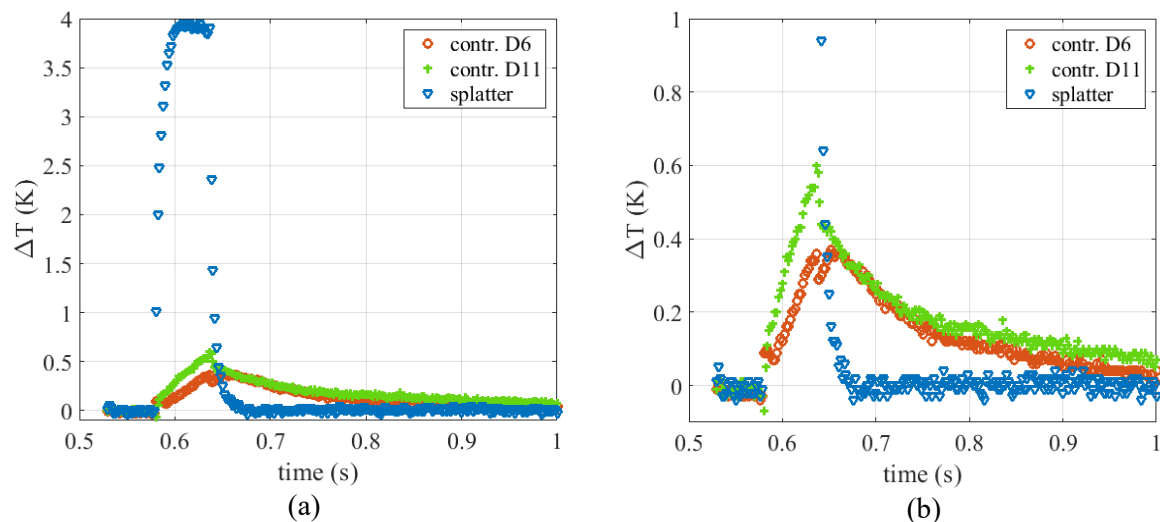 4
3.5
3
2.5
2
1.5
1
0.5
0
ΔT (K)
0.5 0.6 0.7 0.8 0.9 1
time (s)
contr. D6
contr. D11
splatter
(a)
1
0.8
0.6
0.4
0.2
0
ΔT (K)
0.5 0.6 0.7 0.8 0.9 1
time (s)
contr. D6
contr. D11
splatter
(b)